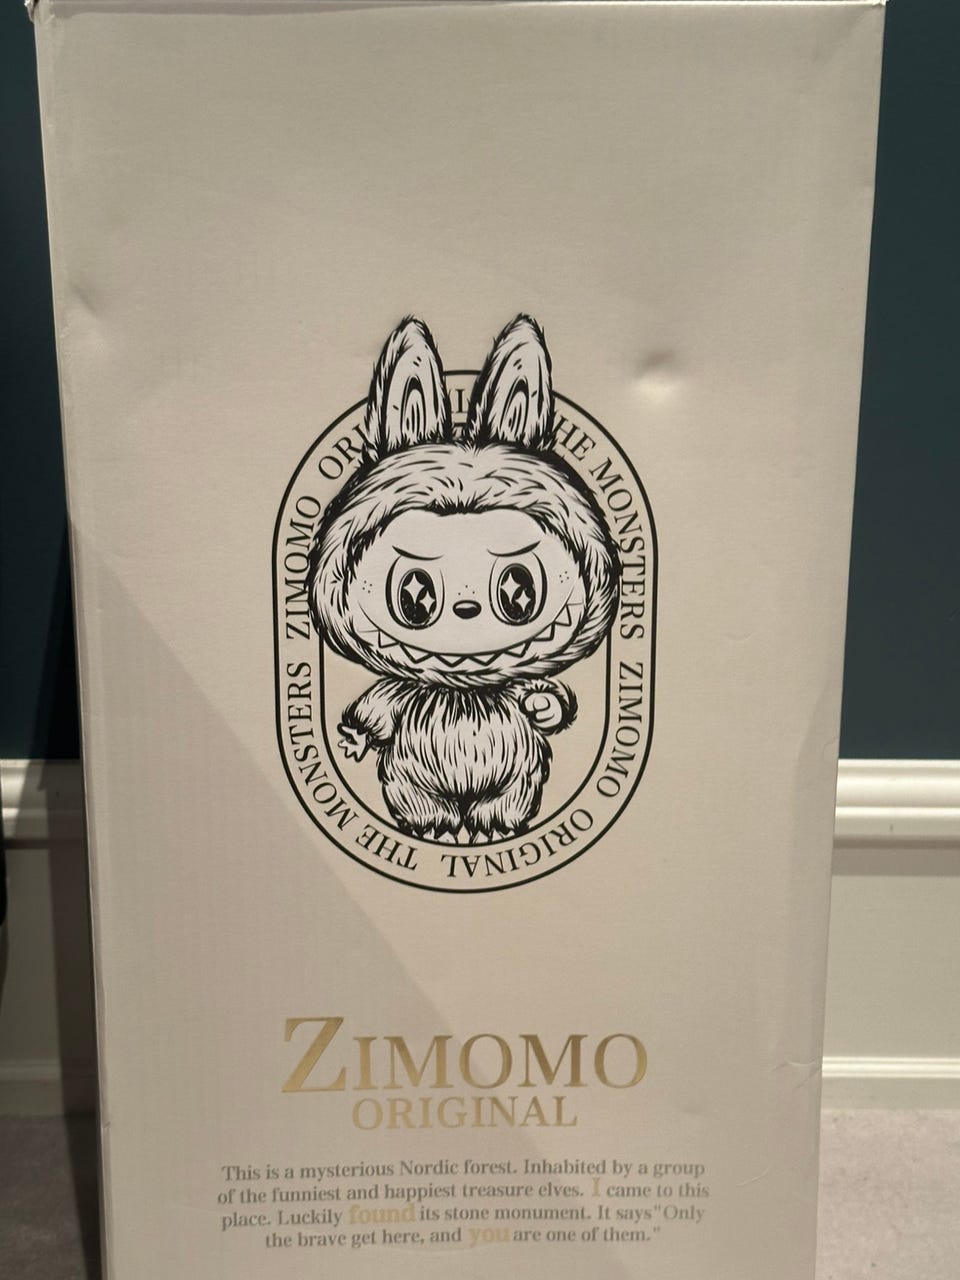 ZIMOMO ORI THE MONSTERS ZIMOMO ORIGINAL THE MONSTERS
ZIMOMO
ORIGINAL
This is a mysterious Nordic forest. Inhabited by a group
of the funniest and happiest treasure elves. I came to this
place. Luckily found its stone monument. It says"Only
the brave get here, and you are one of them."